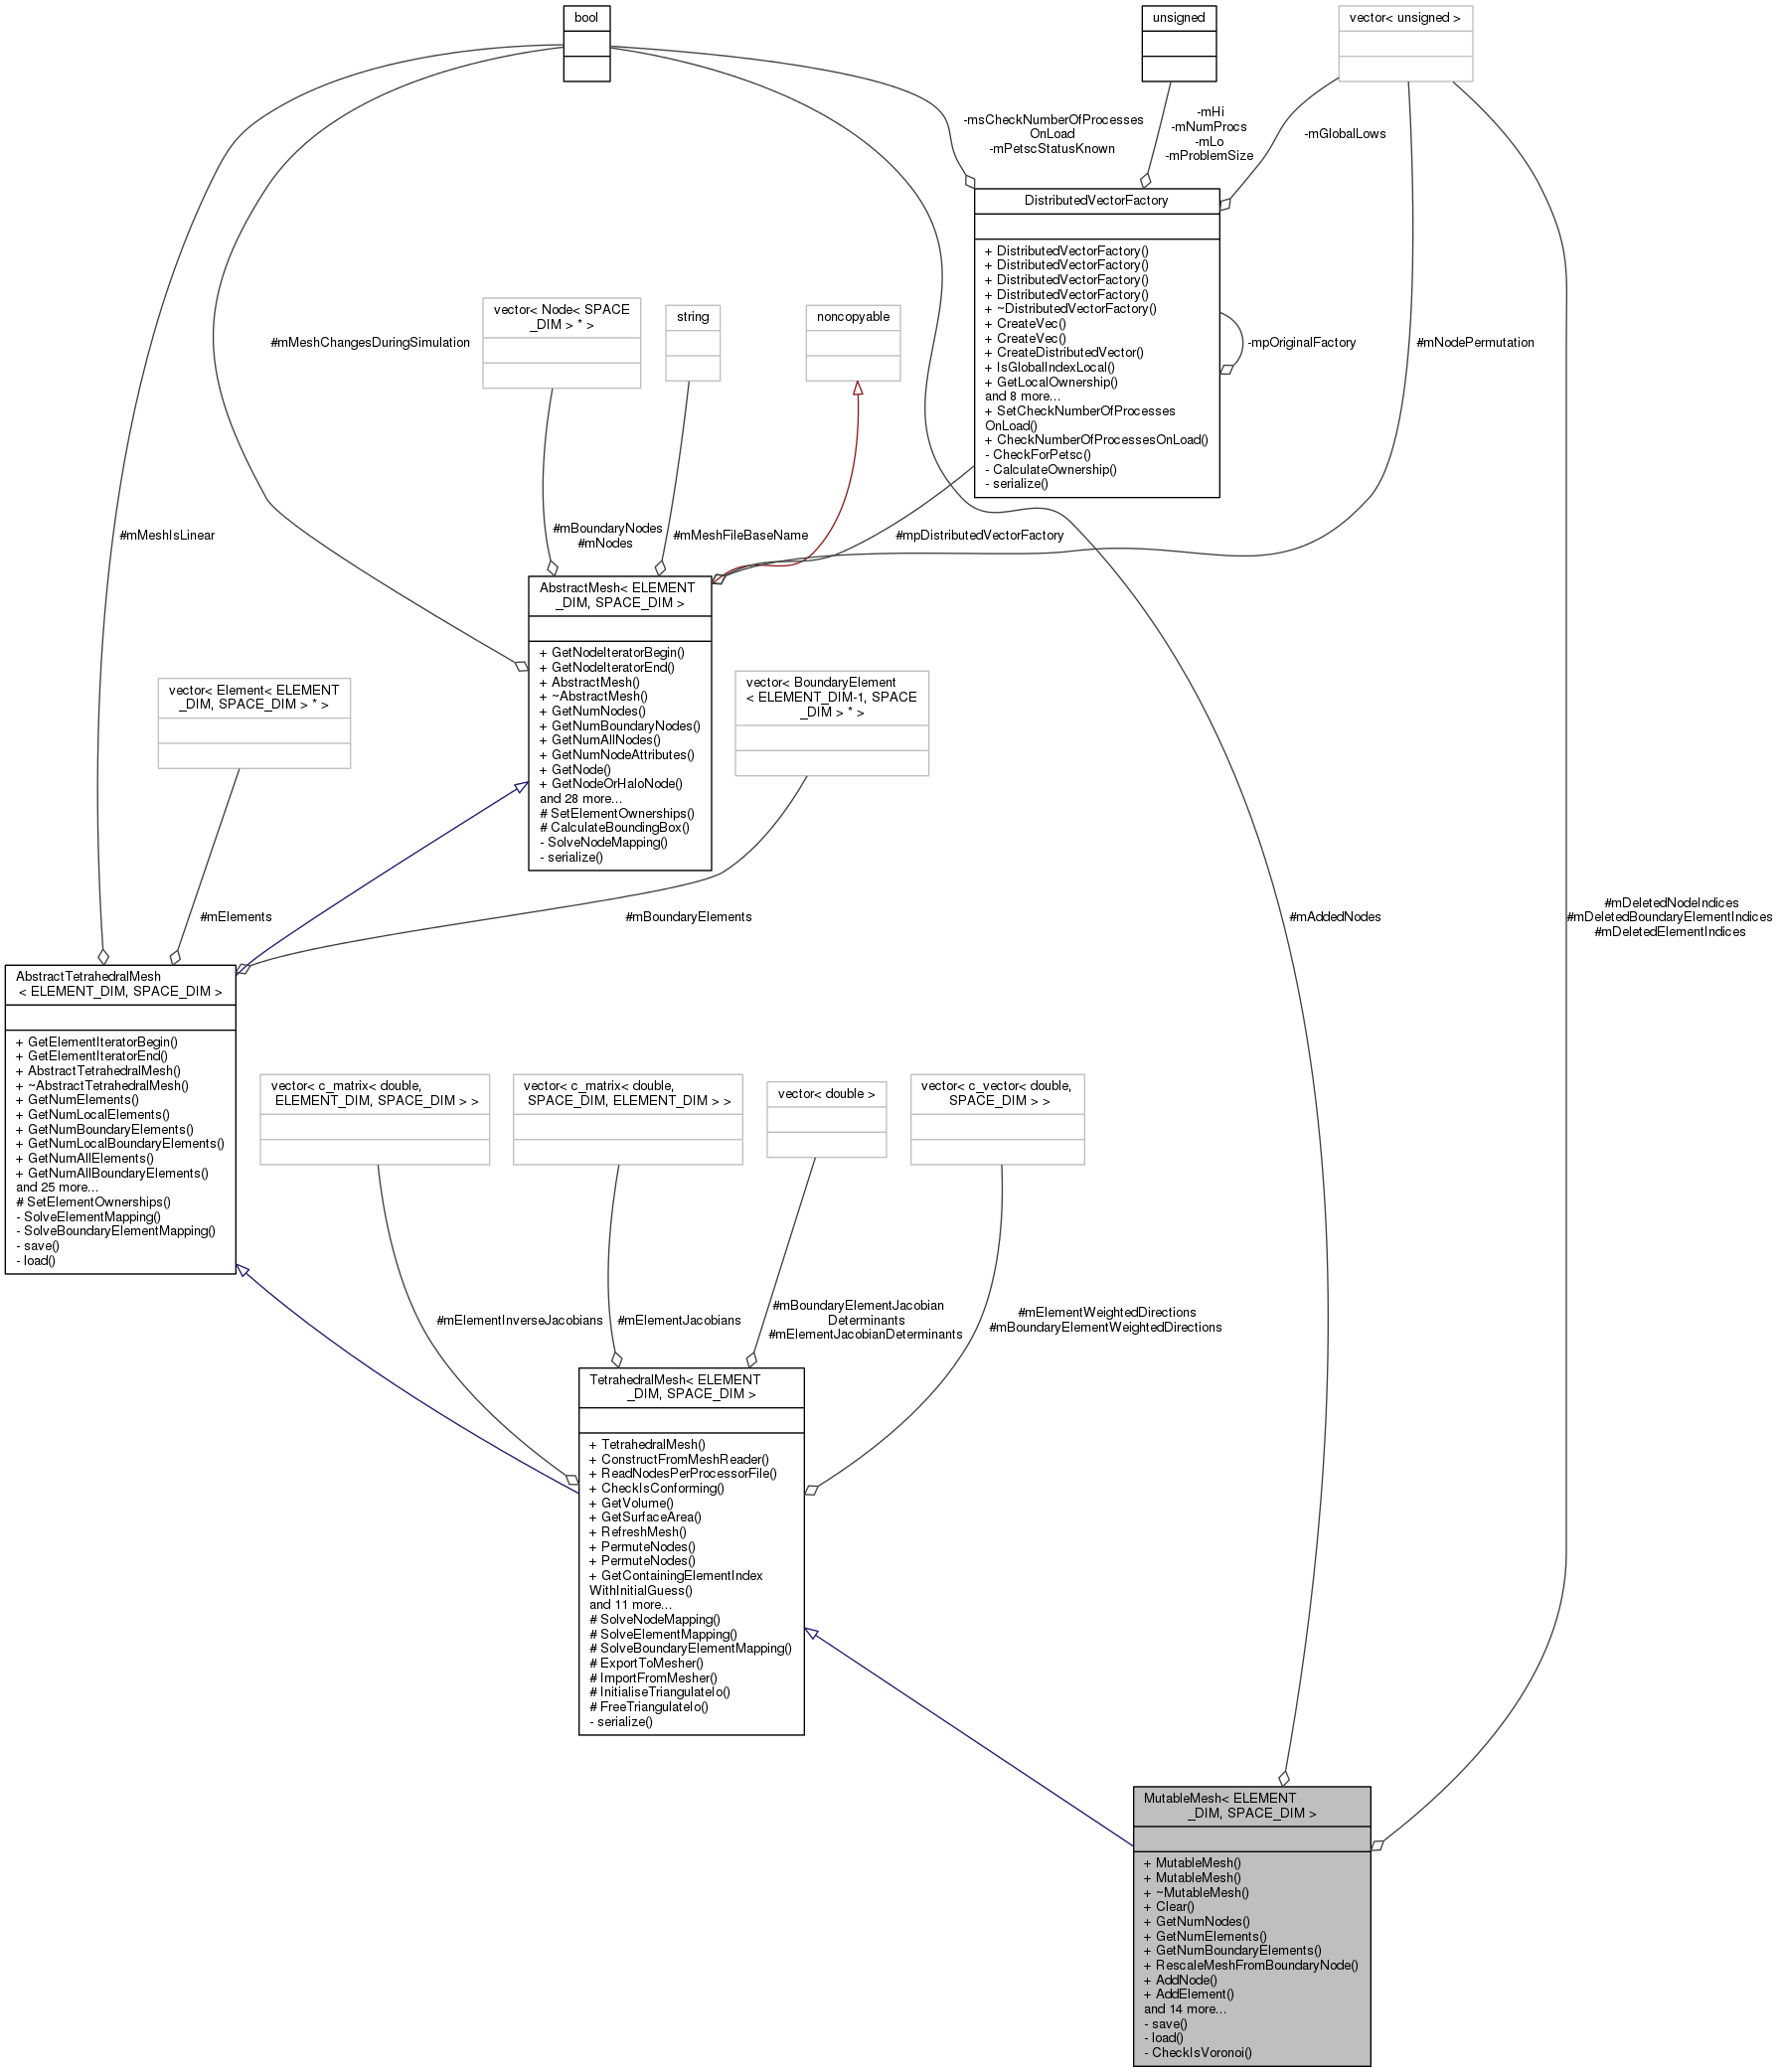 bool
unsigned
vector< unsigned >
-msCheckNumberOfProcesses
OnLoad
-mPetscStatusKnown
-mHi
-mNumProcs
-mLo
-mProblemSize
-mGlobalLows
DistributedVectorFactory
+ DistributedVectorFactory()
+ DistributedVectorFactory()
+ DistributedVectorFactory()
+ DistributedVectorFactory()
+ ~DistributedVectorFactory()
+ CreateVec()
+ CreateVec()
+ CreateDistributedVector()
+ IsGlobalIndexLocal()
+ GetLocalOwnership()
and 8 more...
+ SetCheckNumberOfProcesses
OnLoad()
+ CheckNumberOfProcessesOnLoad()
- CheckForPetsc()
- CalculateOwnership()
- serialize()
-mpOriginalFactory
#mNodePermutation
#mMeshChangesDuringSimulation
vector< Node< SPACE
_DIM > * >
string
noncopyable
#mMeshIsLinear
#mBoundaryNodes
#mNodes
#mMeshFileBaseName
#mpDistributedVectorFactory
AbstractMesh< ELEMENT
_DIM, SPACE_DIM >
+ GetNodeIteratorBegin()
+ GetNodeIteratorEnd()
+ AbstractMesh()
+ ~AbstractMesh()
+ GetNumNodes()
+ GetNumBoundaryNodes()
+ GetNumAllNodes()
+ GetNumNodeAttributes()
+ GetNode()
+ GetNodeOrHaloNode()
and 28 more...
# SetElementOwnerships()
# CalculateBoundingBox()
- SolveNodeMapping()
- serialize()
vector< Element< ELEMENT
_DIM, SPACE_DIM > * >
vector< BoundaryElement
< ELEMENT_DIM-1, SPACE
_DIM > * >
#mElements
#mBoundaryElements
#mAddedNodes
#mDeletedNodeIndices
#mDeletedBoundaryElementIndices
#mDeletedElementIndices
AbstractTetrahedralMesh
< ELEMENT_DIM, SPACE_DIM >
+ GetElementIteratorBegin()
+ GetElementIteratorEnd()
+ AbstractTetrahedralMesh()
+ ~AbstractTetrahedralMesh()
+ GetNumElements()
+ GetNumLocalElements()
+ GetNumBoundaryElements()
+ GetNumLocalBoundaryElements()
+ GetNumAllElements()
+ GetNumAllBoundaryElements()
and 25 more...
# SetElementOwnerships()
- SolveElementMapping()
- SolveBoundaryElementMapping()
- save()
- load()
vector< c_matrix< double,
ELEMENT_DIM, SPACE_DIM > >
vector< c_matrix< double,
SPACE_DIM, ELEMENT_DIM > >
vector< double >
vector< c_vector< double,
SPACE_DIM > >
#mElementInverseJacobians
#mElementJacobians
#mBoundaryElementJacobian
Determinants
#mElementJacobianDeterminants
#mElementWeightedDirections
#mBoundaryElementWeightedDirections
TetrahedralMesh< ELEMENT
_DIM, SPACE_DIM >
+ TetrahedralMesh()
+ ConstructFromMeshReader()
+ ReadNodesPerProcessorFile()
+ CheckIsConforming()
+ GetVolume()
+ GetSurfaceArea()
+ RefreshMesh()
+ PermuteNodes()
+ PermuteNodes()
+ GetContainingElementIndex
WithInitialGuess()
and 11 more...
# SolveNodeMapping()
# SolveElementMapping()
# SolveBoundaryElementMapping()
# ExportToMesher()
# ImportFromMesher()
# InitialiseTriangulateIo()
# FreeTriangulateIo()
- serialize()
MutableMesh< ELEMENT
_DIM, SPACE_DIM >
+ MutableMesh()
+ MutableMesh()
+ ~MutableMesh()
+ Clear()
+ GetNumNodes()
+ GetNumElements()
+ GetNumBoundaryElements()
+ RescaleMeshFromBoundaryNode()
+ AddNode()
+ AddElement()
and 14 more...
- save()
- load()
- CheckIsVoronoi()